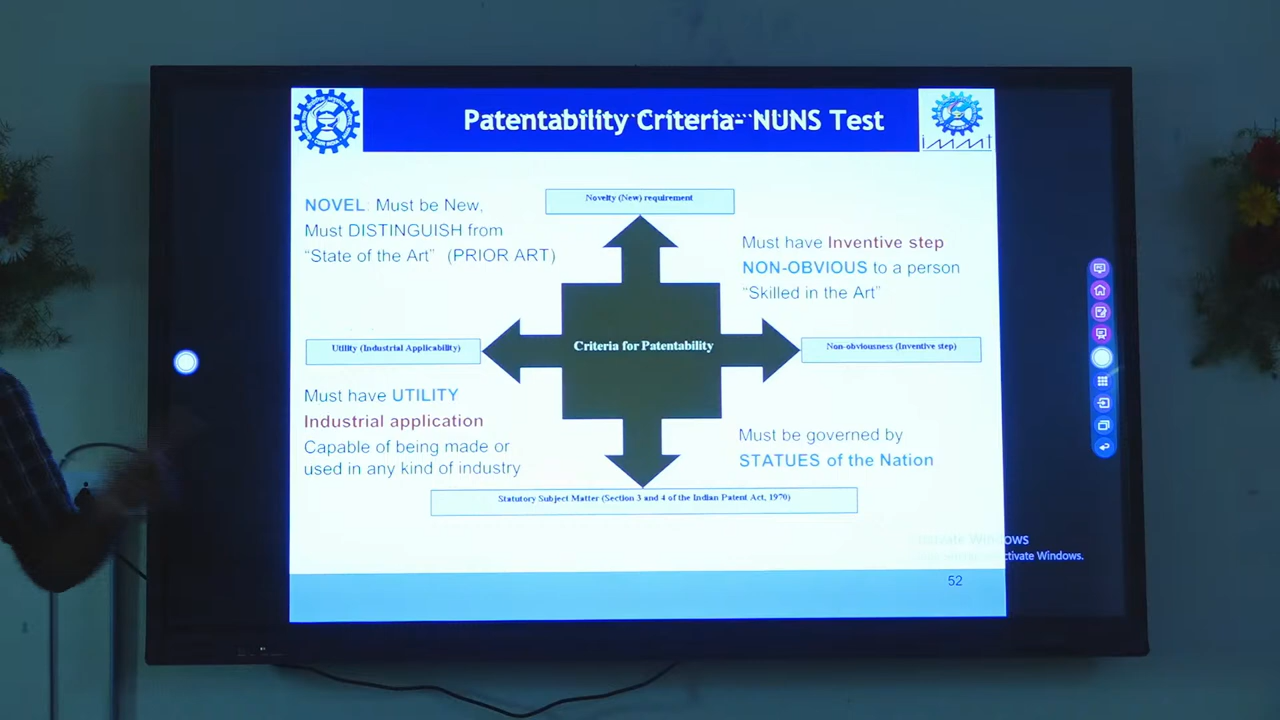 Patentability Criteria- NUNS Test
immt
NOVEL: Must be New,
Must DISTINGUISH from
“State of the Art” (PRIOR ART)
Novelty (New) requirement
Must have Inventive step
NON-OBVIOUS to a person
“Skilled in the Art”
Utility (Industrial Applicability)
Criteria for Patentability
Non-obviousness (Inventive step)
Must have UTILITY
Industrial application
Capable of being made or
used in any kind of industry
Must be governed by
STATUES of the Nation
Statutory Subject Matter (Section 3 and 4 of the Indian Patent Act, 1970)
Windows
activate Windows.
52